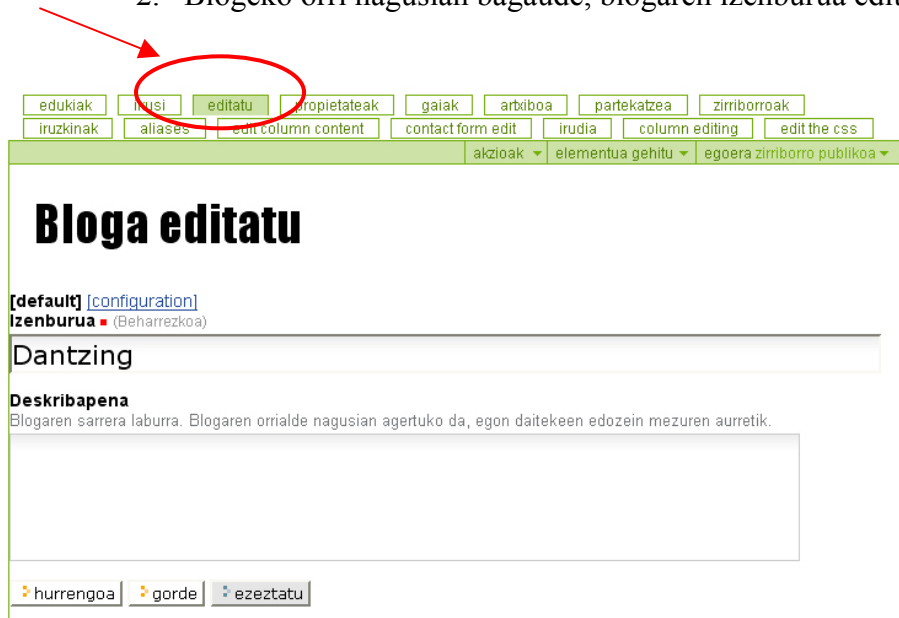 2. Blogeko orri nagusian bagaude, blogaren izenburua
edukiak ikusi editatu propietateak gaiak artxiboa partekatzea zirriborroak
iruzkinak aliases edit column content contact form edit irudia column editing edit the css
akzioak elementua gehitu egoera zirriborro publikoa
Bloga editatu
[default] [configuration]
Izenburua (Beharrezkoa)
Dantzing
Deskribapena
Blogaren sarrera laburra. Blogaren orrialde nagusian agertuko da, egon daitekeen edozein mezuren aurretik.
hurrengoa gorde ezeztatu